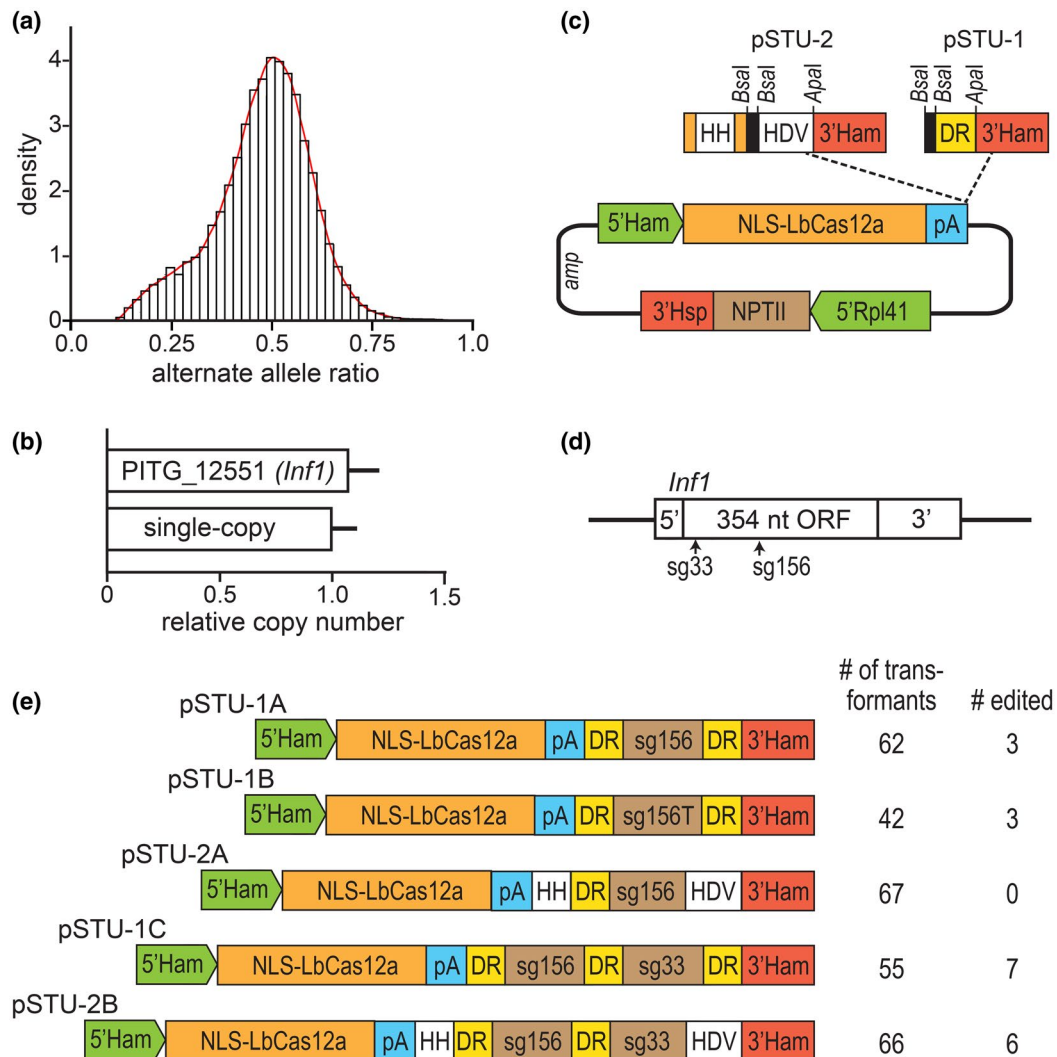 (a)
density
4
3
2
1
0
0.0 0.25 0.5 0.75 1.0
alternate allele ratio
(b)
PITG_12551 (Inf1)
single-copy
0 0.5 1.0 1.5
relative copy number
(c)
pSTU-2 pSTU-1
BsaI BsaI ApaI BsaI BsaI ApaI
HH HDV 3'Ham DR 3'Ham
5'Ham NLS-LbCas12a pA
amp
3'Hsp NPTII 5'Rpl41
(d)
Inf1
5' 354 nt ORF 3'
sg33 sg156
(e)
# of trans-
formants # edited
pSTU-1A
5'Ham NLS-LbCas12a pA DR sg156 DR 3'Ham 62 3
pSTU-1B
5'Ham NLS-LbCas12a pA DR sg156T DR 3'Ham 42 3
pSTU-2A
5'Ham NLS-LbCas12a pA HH DR sg156 HDV 3'Ham 67 0
pSTU-1C
5'Ham NLS-LbCas12a pA DR sg156 DR sg33 DR 3'Ham 55 7
pSTU-2B
5'Ham NLS-LbCas12a pA HH DR sg156 DR sg33 HDV 3'Ham 66 6